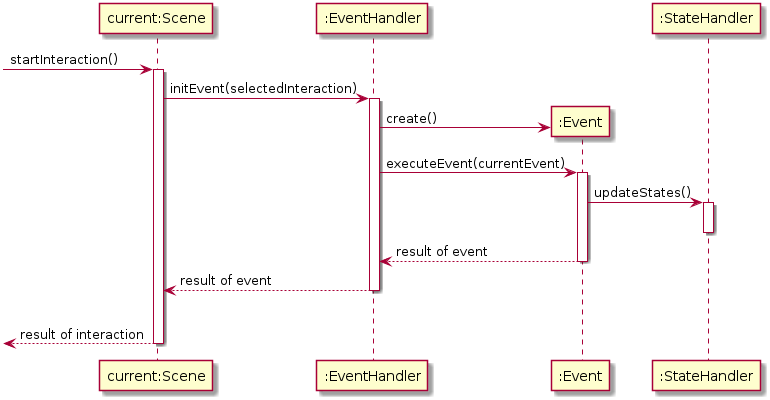 current:Scene
:EventHandler
:StateHandler
startInteraction()
initEvent(selectedInteraction)
create()
:Event
executeEvent(currentEvent)
updateStates()
result of event
result of event
result of interaction
current:Scene
:EventHandler
:Event
:StateHandler